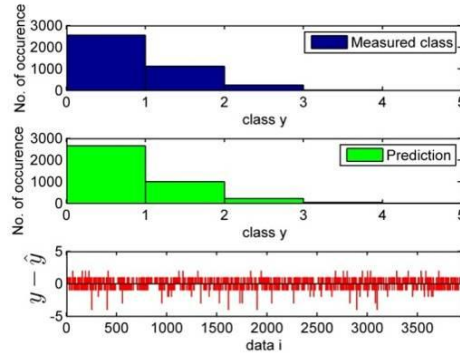 No. of occurence
3000
2000
1000
0
Measured class
0 1 2 3 4 5
class y
No. of occurence
3000
2000
1000
0
Prediction
0 1 2 3 4 5
class y
y − ŷ
5
0
-5
0 500 1000 1500 2000 2500 3000 3500
data i